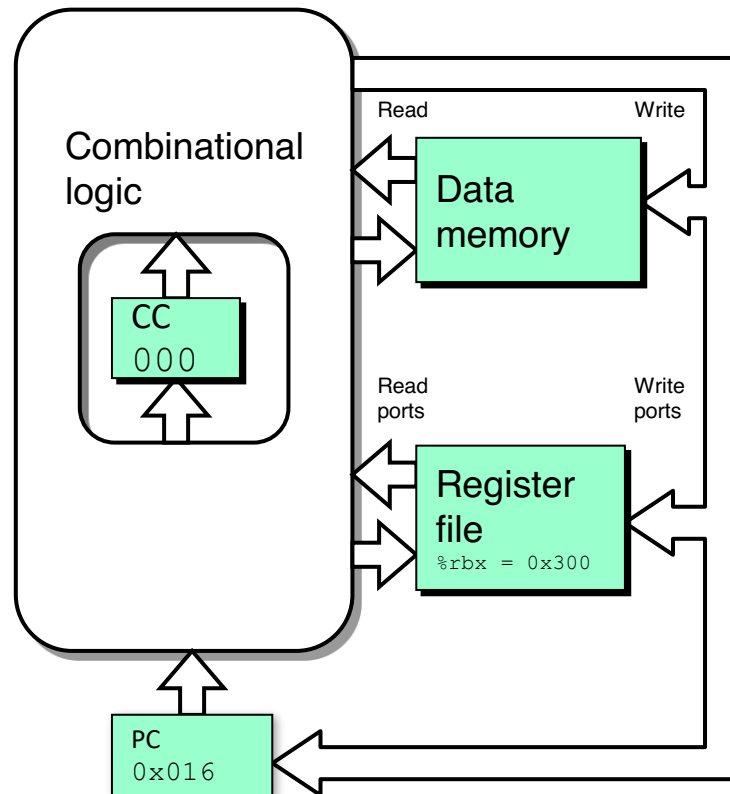 Combinational
logic
CC
000
Read
Write
Data
memory
Read
ports
Write
ports
Register
file
%rbx = 0x300
PC
0x016